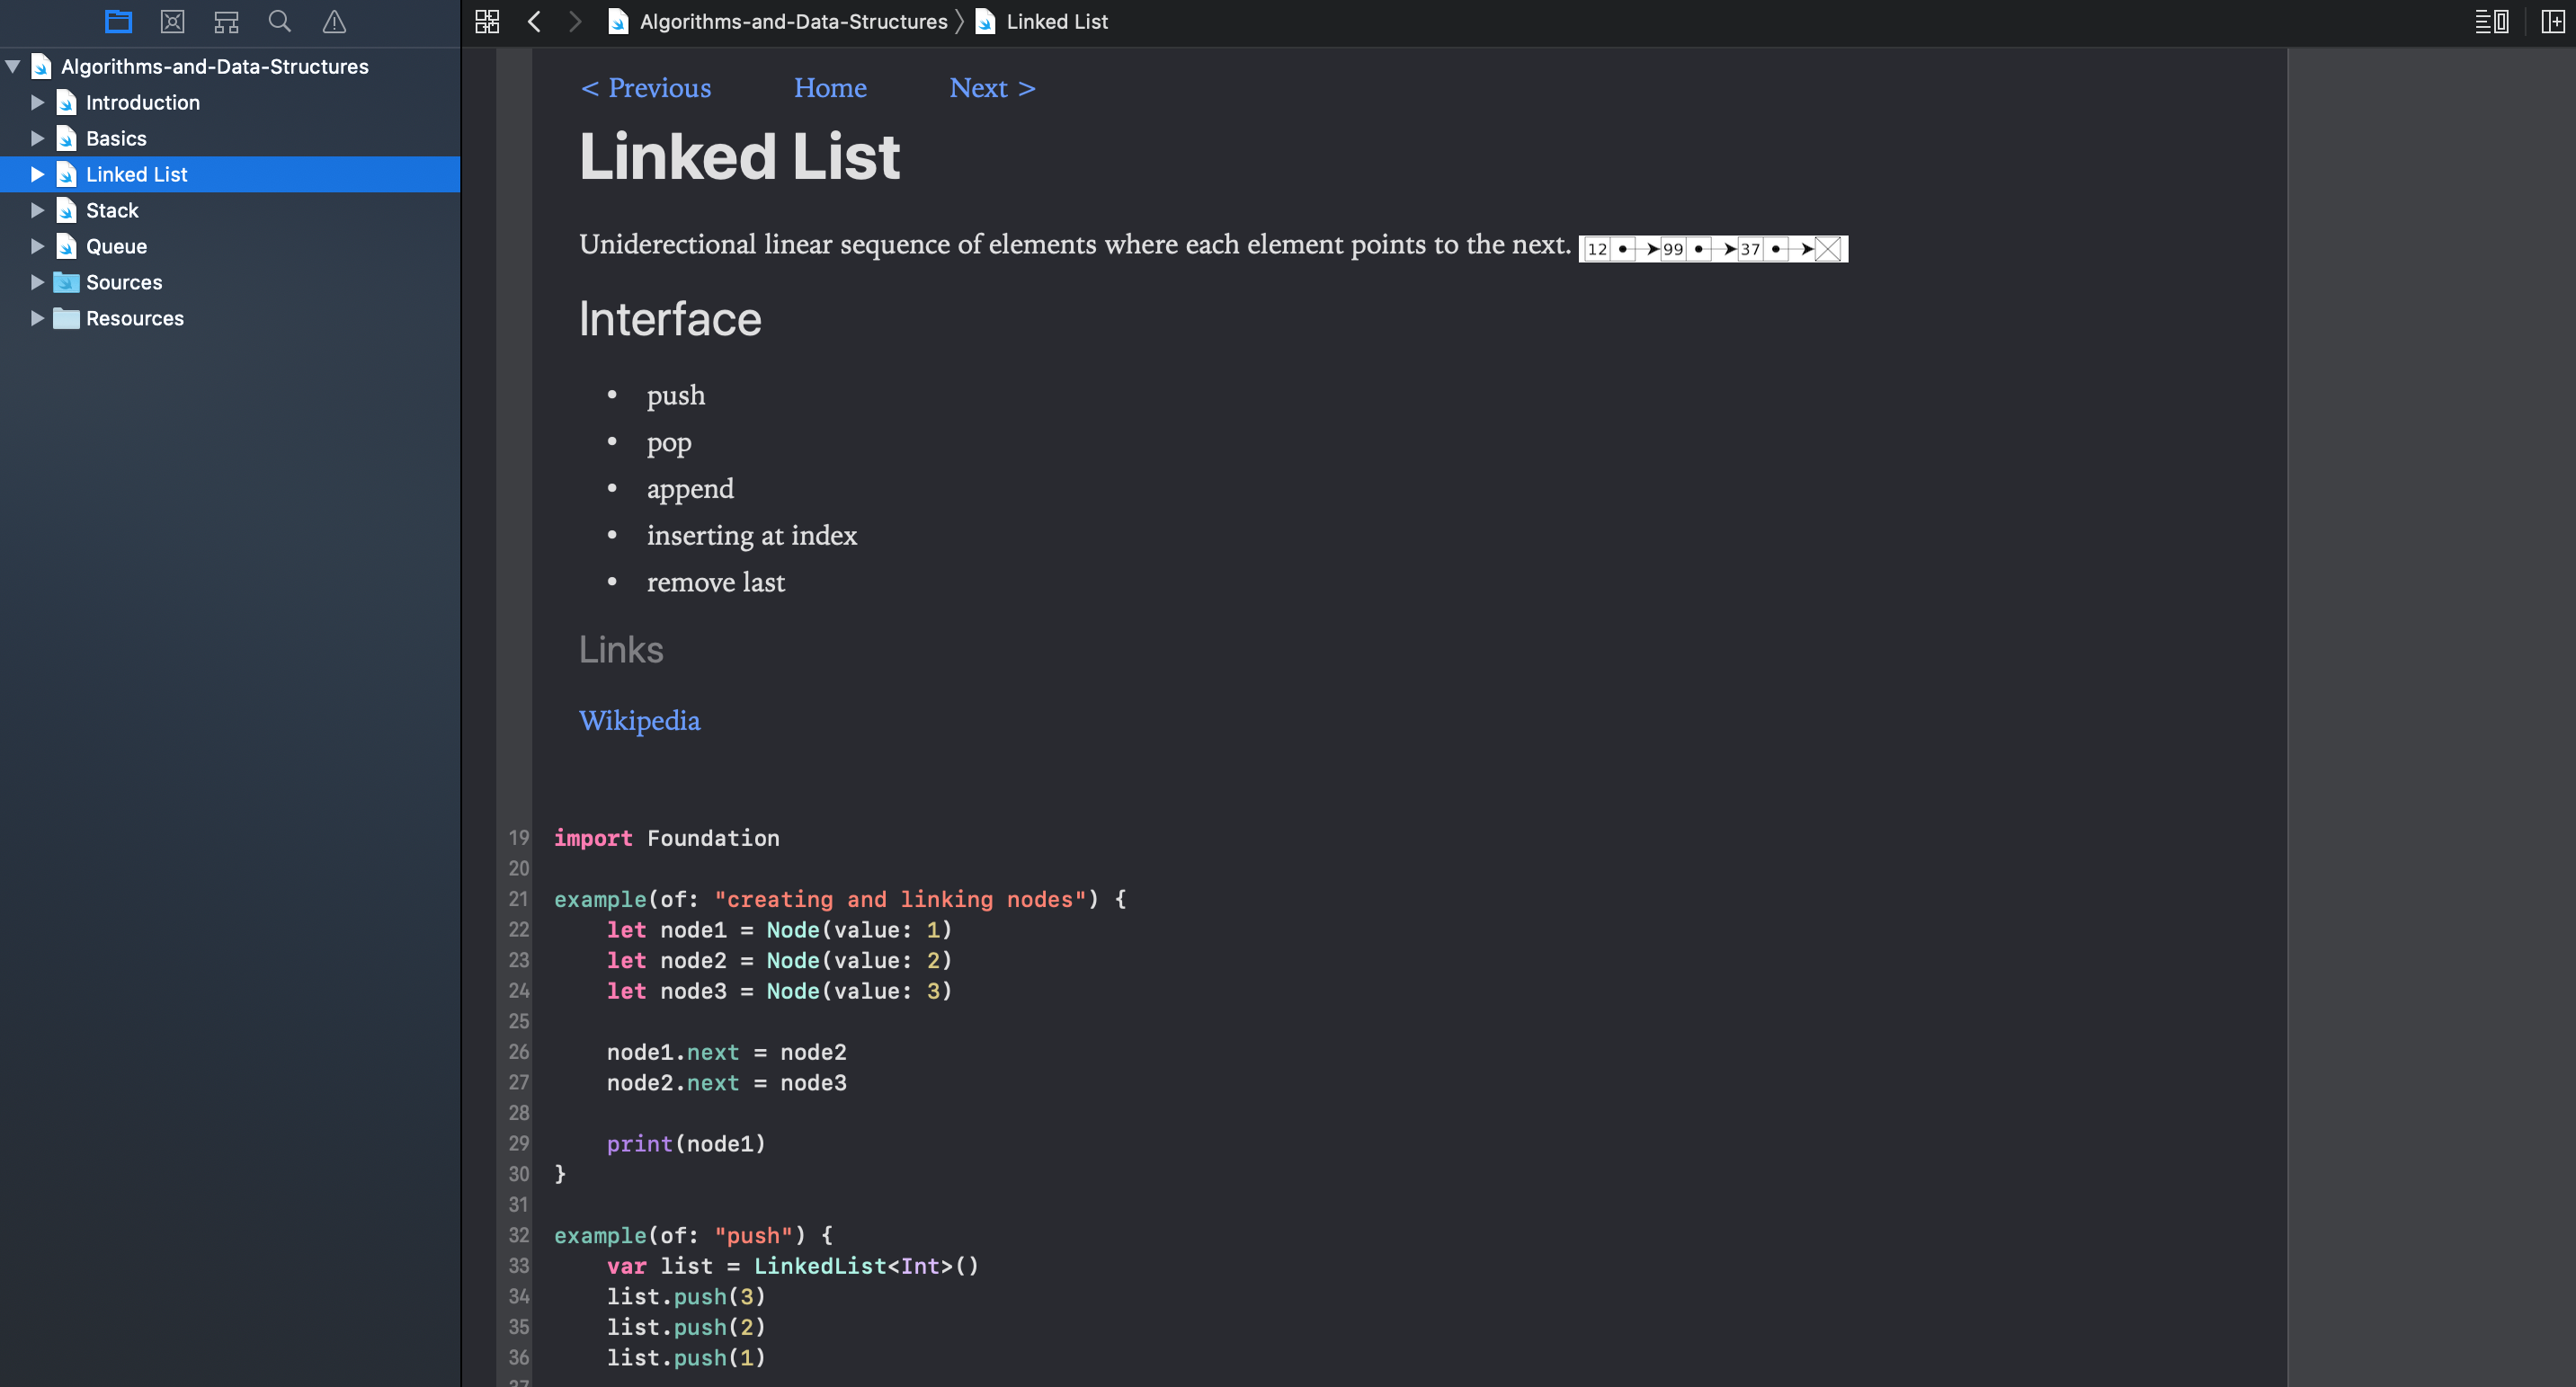 Algorithms-and-Data-Structures
Introduction
Basics
Linked List
Stack
Queue
Sources
Resources
Algorithms-and-Data-Structures 〉 Linked List
< Previous Home Next >
Linked List
Uniderectional linear sequence of elements where each element points to the next. 12 99 37
Interface
• push
• pop
• append
• inserting at index
• remove last
Links
Wikipedia
19 import Foundation
20
21 example(of: "creating and linking nodes") {
22     let node1 = Node(value: 1)
23     let node2 = Node(value: 2)
24     let node3 = Node(value: 3)
25
26     node1.next = node2
27     node2.next = node3
28
29     print(node1)
30 }
31
32 example(of: "push") {
33     var list = LinkedList<Int>()
34     list.push(3)
35     list.push(2)
36     list.push(1)